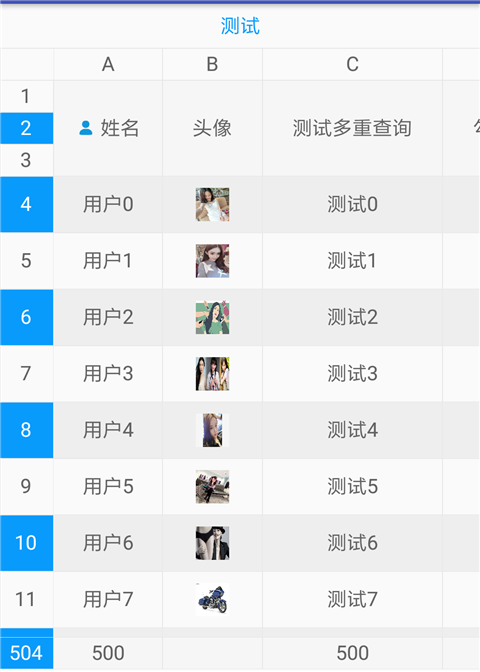 测试
A B C
1
2 姓名 头像 测试多重查询
3
4 用户0 测试0
5 用户1 测试1
6 用户2 测试2
7 用户3 测试3
8 用户4 测试4
9 用户5 测试5
10 用户6 测试6
11 用户7 测试7
504 500 500